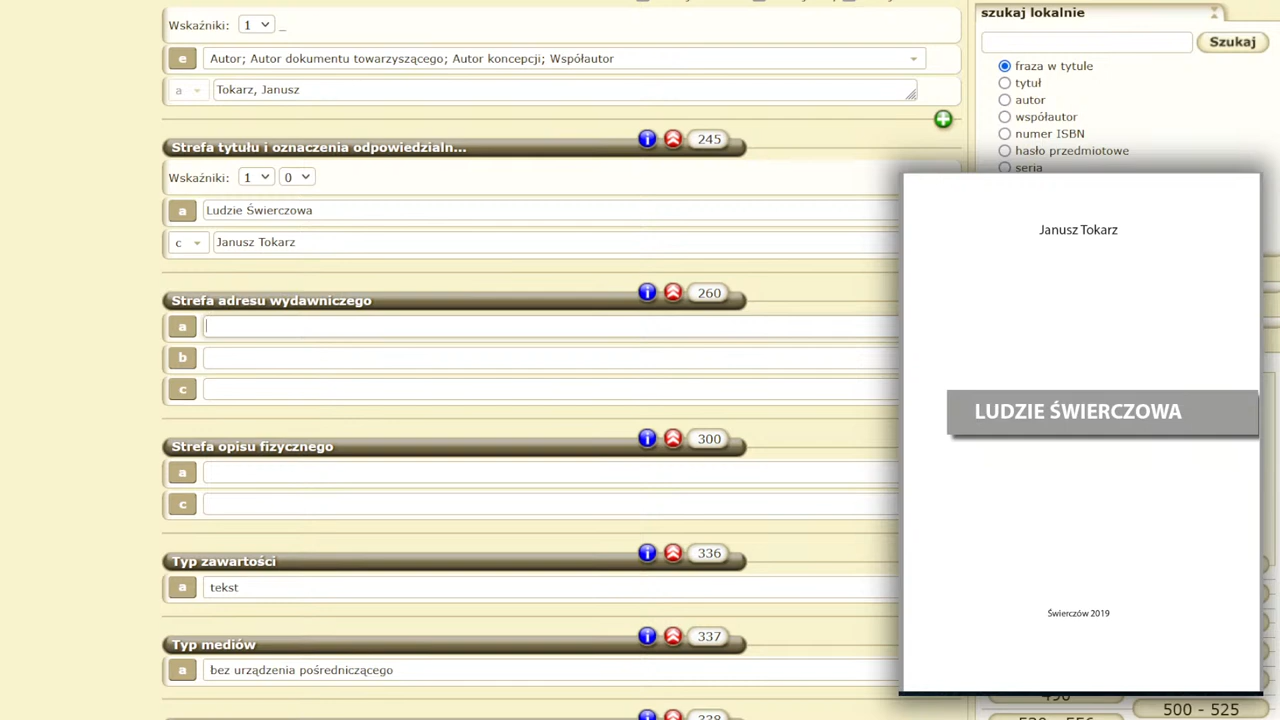 Wskaźniki: 1 _
e Autor; Autor dokumentu towarzyszącego; Autor koncepcji; Współautor
a Tokarz, Janusz
Strefa tytułu i oznaczenia odpowiedzialn... 245
Wskaźniki: 1 0
a Ludzie Świerczowa
c Janusz Tokarz
Strefa adresu wydawniczego 260
a
b
c
Strefa opisu fizycznego 300
a
c
Typ zawartości 336
a tekst
Typ mediów 337
a bez urządzenia pośredniczącego
338
szukaj lokalnie
Szukaj
fraza w tytule
tytuł
autor
współautor
numer ISBN
hasło przedmiotowe
seria
Janusz Tokarz
LUDZIE ŚWIERCZOWA
Świerczów 2019
490
500 - 525